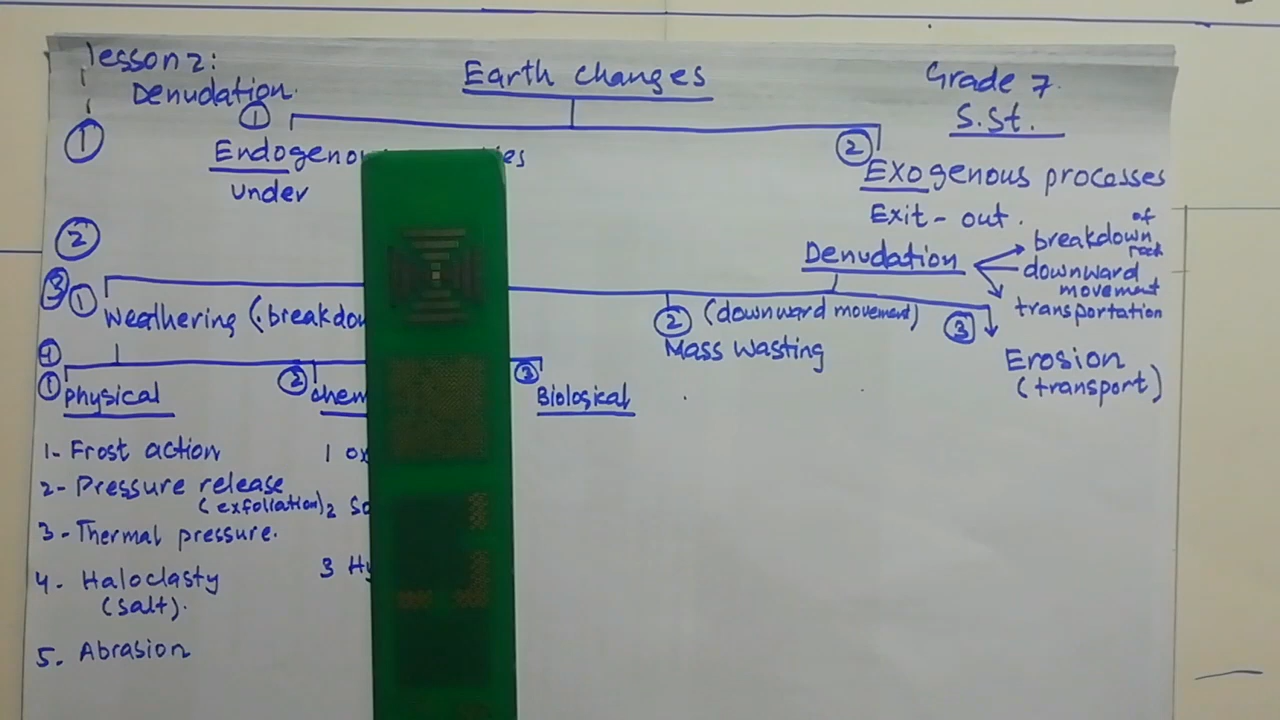 lesson 2:
Denudation.
Earth changes
Grade 7.
S.St.
①
①
②
Endogenou
es
under
Exogenous processes
Exit - out.
②
Denudation
breakdown of rock
downward movement
transportation
③
①
Weathering (breakdow
②
(downward movement)
Mass Wasting
③
Erosion
(transport)
④
①
physical
②
chem
③
Biological
1- Frost action
2- Pressure release
(exfoliation)
3- Thermal pressure.
4. Haloclasty
(salt).
5. Abrasion
1 ox
2 So
3 Hy